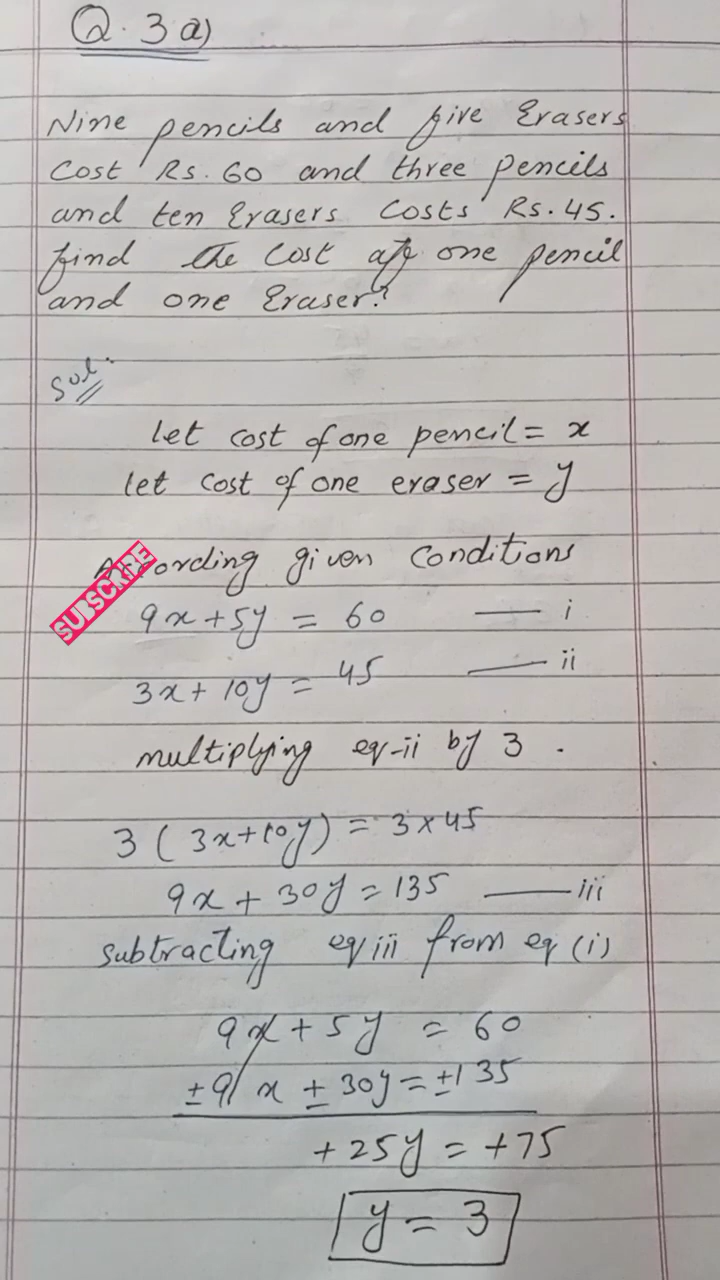 Q. 3 a)
Nine pencils and five Erasers
Cost Rs. 60 and three pencils
and ten Erasers Costs Rs. 45.
find the Cost off one pencil
and one Eraser?
Sol.
let cost of one pencil = x
let cost of one eraser = y
According given Conditions
9x + 5y = 60 — i
3x + 10y = 45 — ii
multiplying eq-ii by 3 .
3 ( 3x + 10y ) = 3 x 45
9x + 30y = 135 — iii
subtracting eq iii from eq (i)
9x + 5y = 60
± 9x ± 30y = ± 135
+ 25y = + 75
y = 3
SUBSCRIBE